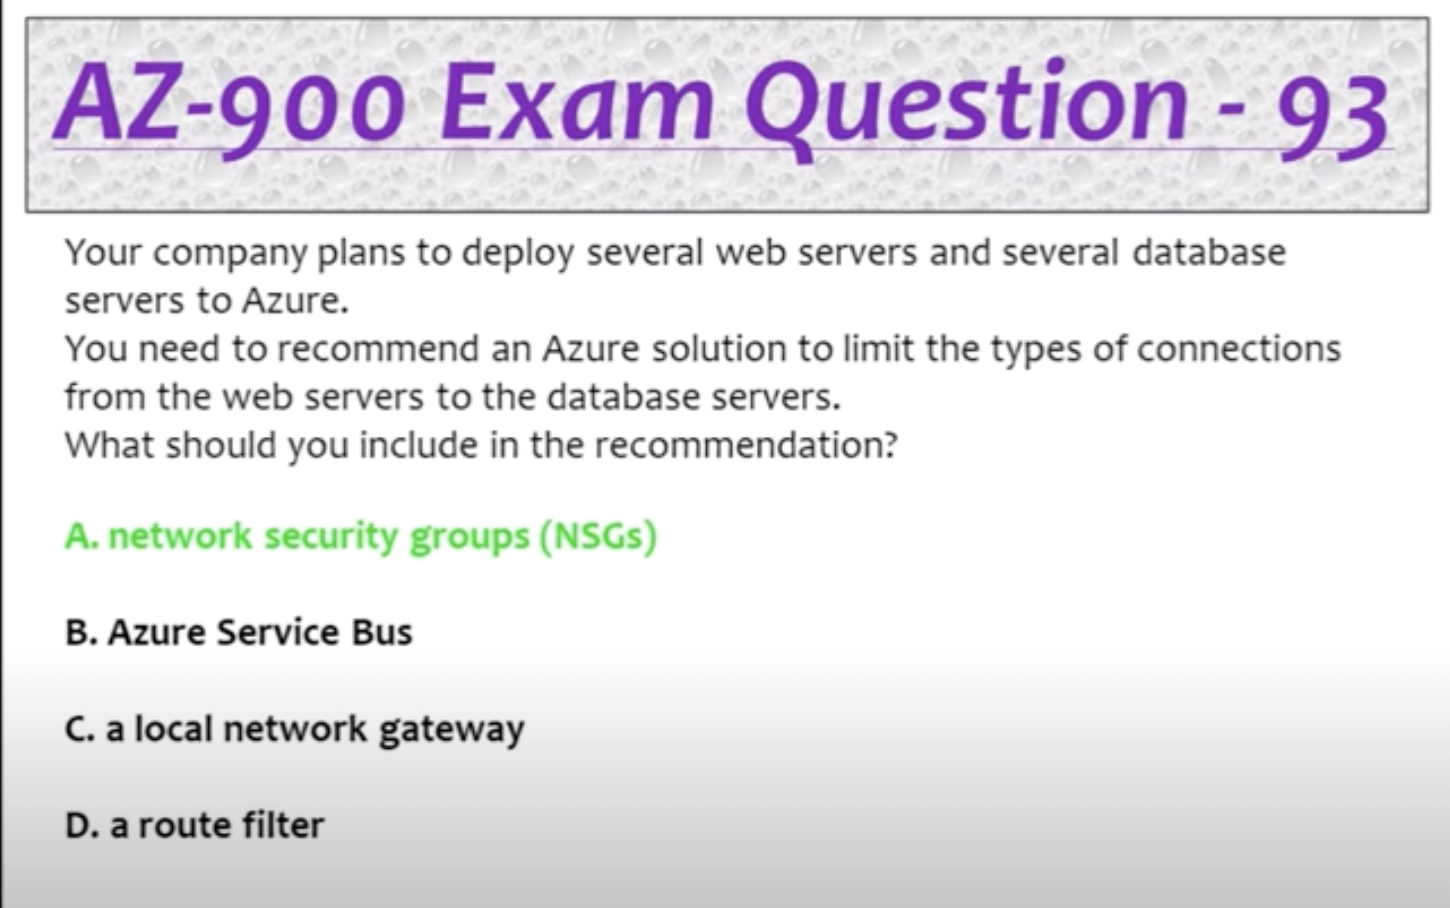 AZ-900 Exam Question - 93
Your company plans to deploy several web servers and several database
servers to Azure.
You need to recommend an Azure solution to limit the types of connections
from the web servers to the database servers.
What should you include in the recommendation?
A. network security groups (NSGs)
B. Azure Service Bus
C. a local network gateway
D. a route filter